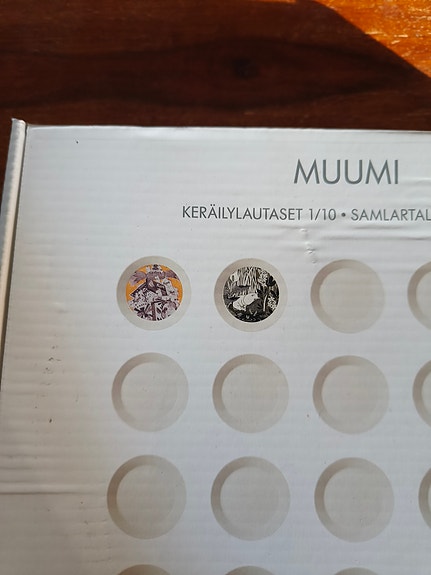 MUUMI
KERÄILYLAUTASET 1/10 • SAMLARTAL